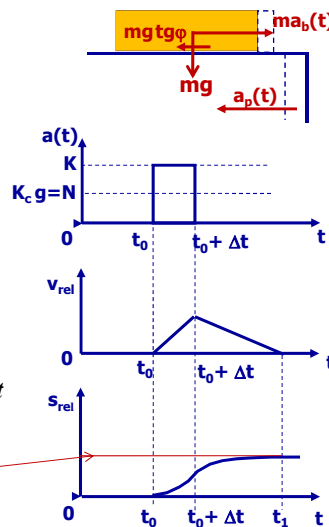 ma_b(t)
mg tgφ
mg
a_p(t)
a(t)
K
K_c g=N
0
t_0
t_0+ Δt
t
v_rel
0
t_0
t_0+ Δt
t
t
s_rel
0
t_0
t_0+Δt
t_1
t